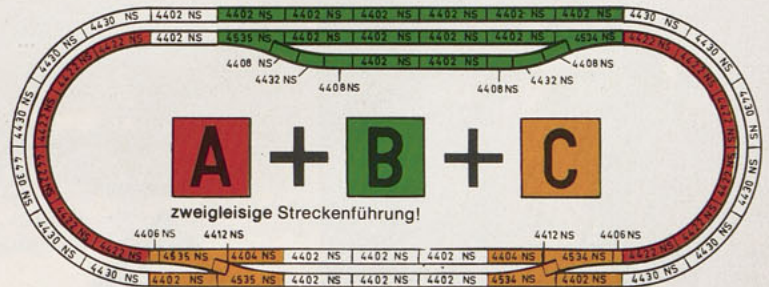 4402 NS 4402 NS 4402 NS 4402 NS 4402 NS 4402 NS 4402 NS
4430 NS 4430 NS
4402 NS 4535 NS 4402 NS 4402 NS 4402 NS 4402 NS 4534 NS
4422 NS 4422 NS
4408 NS 4402 NS 4402 NS 4408 NS
4432 NS 4432 NS
4408 NS 4408 NS
4430 NS 4422 NS 4422 NS 4430 NS
A + B + C
zweigleisige Streckenführung!
4406 NS 4412 NS 4412 NS 4406 NS
4422 NS 4535 NS 4404 NS 4402 NS 4402 NS 4402 NS 4404 NS 4534 NS 4422 NS
4430 NS 4402 NS 4535 NS 4402 NS 4402 NS 4402 NS 4534 NS 4402 NS 4430 NS